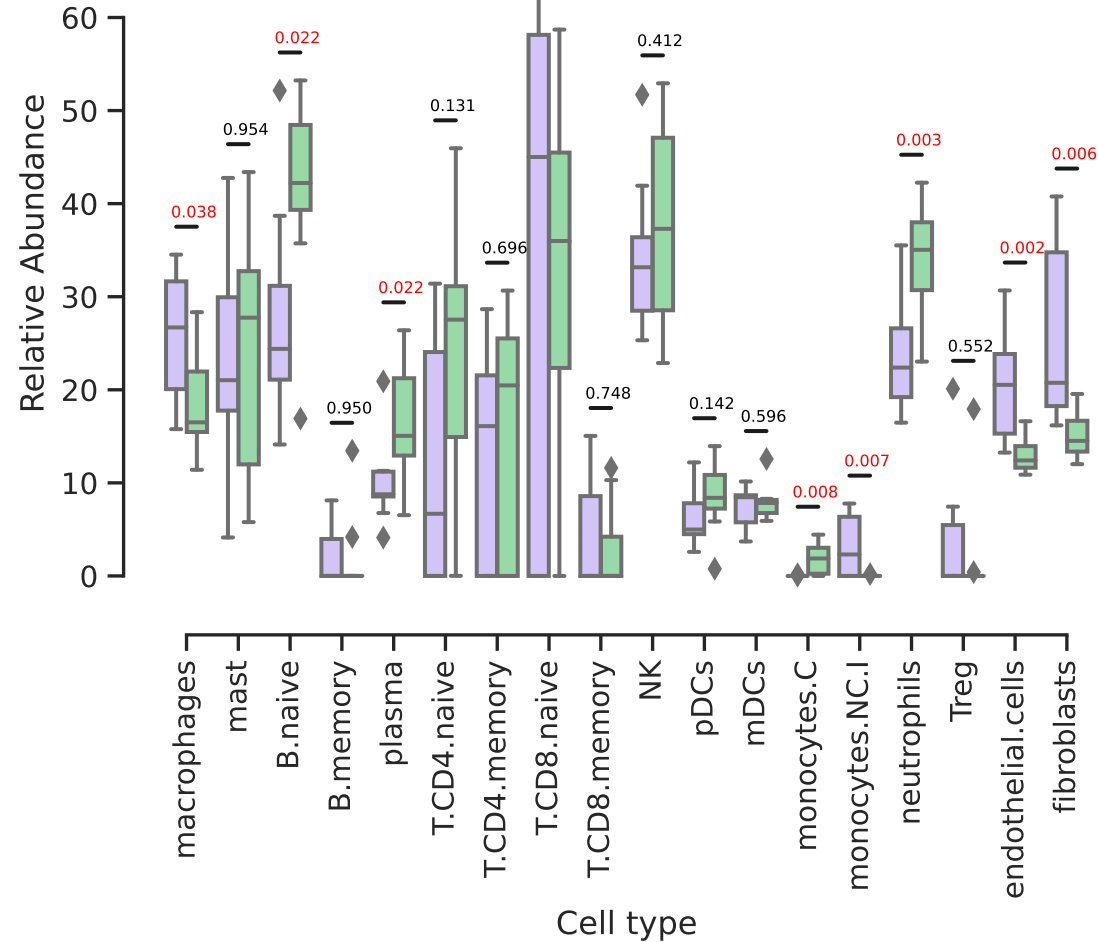 Relative Abundance
60
50
40
30
20
10
0
0.038
0.954
0.022
0.950
0.022
0.131
0.696
0.748
0.412
0.142
0.596
0.008
0.007
0.003
0.552
0.002
0.006
macrophages
mast
B.naive
B.memory
plasma
T.CD4.naive
T.CD4.memory
T.CD8.naive
T.CD8.memory
NK
pDCs
mDCs
monocytes.C
monocytes.NC.I
neutrophils
Treg
endothelial.cells
fibroblasts
Cell type